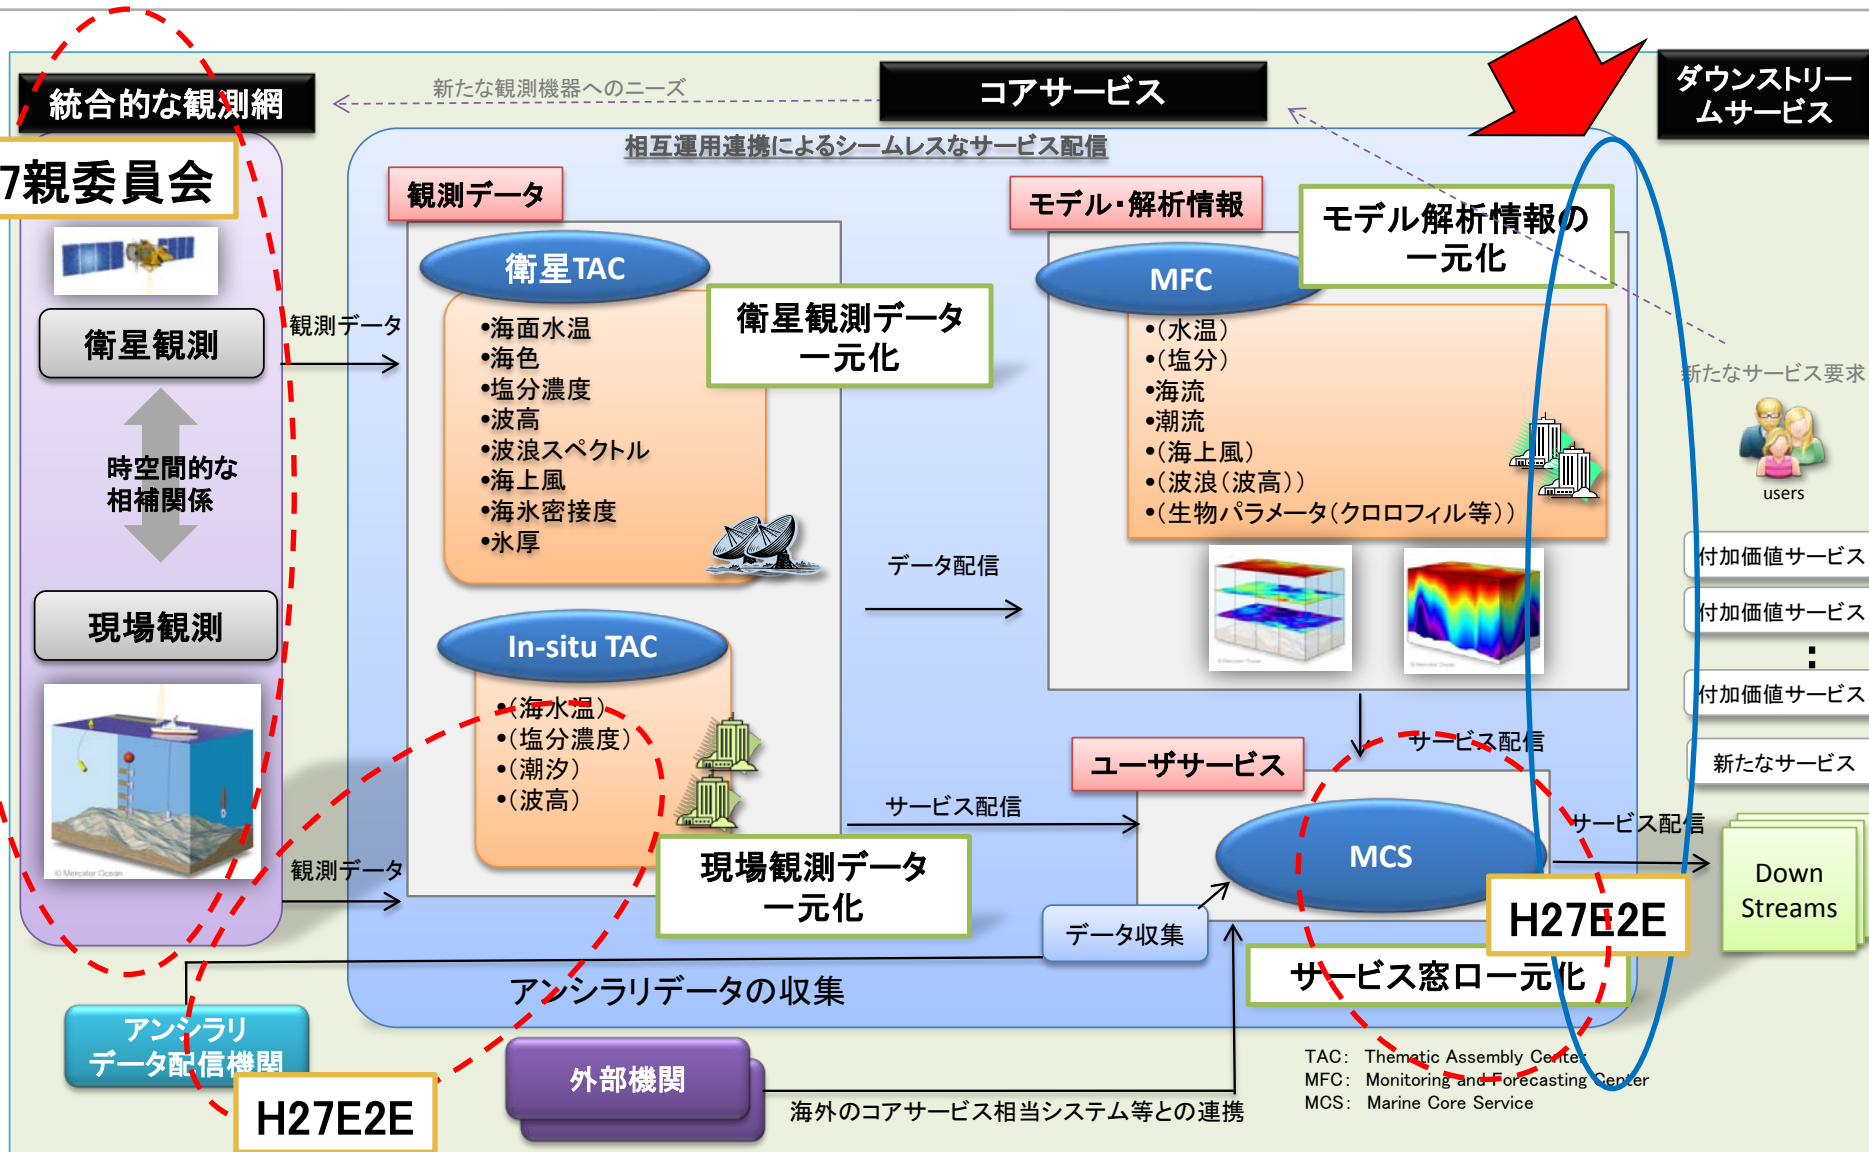 統合的な観測網
新たな観測機器へのニーズ
コアサービス
ダウンストリー
ムサービス
相互運用連携によるシームレスなサービス配信
7親委員会
観測データ
モデル・解析情報
モデル解析情報の
一元化
衛星TAC
MFC
衛星観測データ
一元化
観測データ
衛星観測
•海面水温
•海色
•塩分濃度
•波高
•波浪スペクトル
•海上風
•海氷密接度
•氷厚
•(水温)
•(塩分)
•海流
•潮流
•(海上風)
•(波浪(波高))
•(生物パラメータ(クロロフィル等))
新たなサービス要求
users
時空間的な
相補関係
データ配信
付加価値サービス
付加価値サービス
:
付加価値サービス
新たなサービス
現場観測
In-situ TAC
•(海水温)
•(塩分濃度)
•(潮汐)
•(波高)
© Mercator Ocean
© Mercator Ocean
© Mercator Ocean
サービス配信
ユーザサービス
サービス配信
サービス配信
MCS
観測データ
現場観測データ
一元化
Down
Streams
H27E2E
データ収集
サービス窓口一元化
アンシラリデータの収集
アンシラリ
データ配信機関
外部機関
H27E2E
海外のコアサービス相当システム等との連携
TAC: Thematic Assembly Center
MFC: Monitoring and Forecasting Center
MCS: Marine Core Service